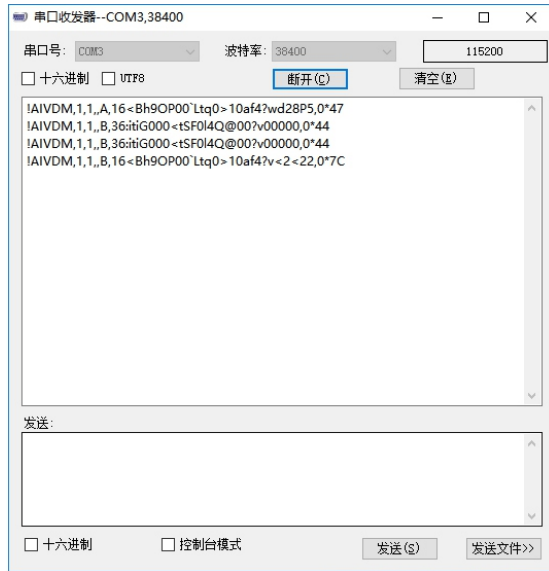 串口收发器--COM3,38400
串口号: COM3 波特率: 38400 115200
十六进制 UTF8 断开(C) 清空(E)
!AIVDM,1,1,,A,16<Bh9OP00`Ltq0>10af4?wd28P5,0*47
!AIVDM,1,1,,B,36:itiG000<tSF0l4Q@00?v00000,0*44
!AIVDM,1,1,,B,36:itiG000<tSF0l4Q@00?v00000,0*44
!AIVDM,1,1,,B,16<Bh9OP00`Ltq0>10af4?v<2<22,0*7C
发送:
十六进制 控制台模式 发送(S) 发送文件>>